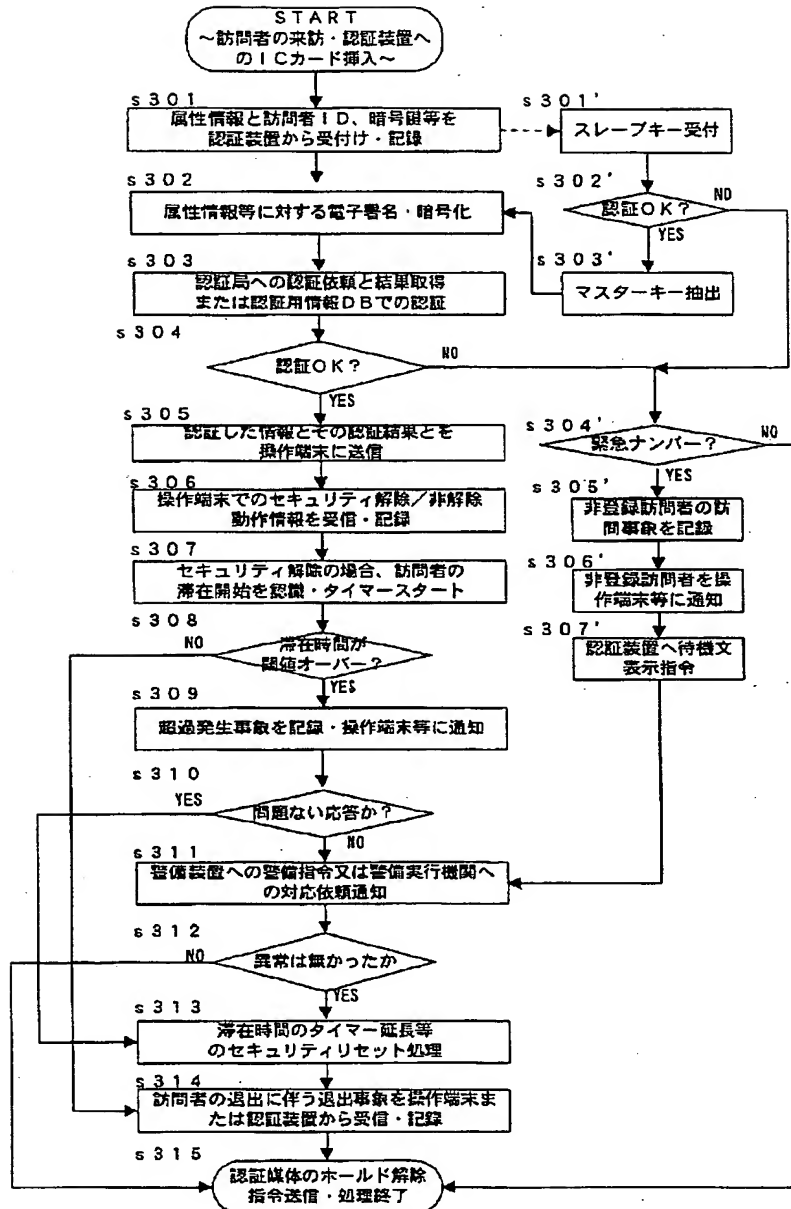 START
～訪問者の来訪・認証装置へ
のICカード挿入～
s301
属性情報と訪問者ID、暗号鍵等を
認証装置から受付け・記録
s301'
スレーブキー受付
s302
属性情報等に対する電子署名・暗号化
s302'
認証OK?
NO
YES
s303
認証局への認証依頼と結果取得
または認証用情報DBでの認証
s303'
マスターキー抽出
s304
認証OK?
NO
YES
s304'
緊急ナンバー?
NO
YES
s305
認証した情報とその認証結果とを
操作端末に送信
s305'
非登録訪問者の訪
問事象を記録
s306
操作端末でのセキュリティ解除/非解除
動作情報を受信・記録
s306'
非登録訪問者を操
作端末等に通知
s307
セキュリティ解除の場合、訪問者の
滞在開始を認識・タイマースタート
s307'
認証装置へ待機文
表示指令
s308
NO
滞在時間が
閾値オーバー?
YES
s309
超過発生事象を記録・操作端末等に通知
s310
YES
問題ない応答か?
NO
s311
警備装置への警備指令又は警備実行機関へ
の対応依頼通知
s312
NO
異常は無かったか
YES
s313
滞在時間のタイマー延長等
のセキュリティリセット処理
s314
訪問者の退出に伴う退出事象を操作端末ま
たは認証装置から受信・記録
s315
認証媒体のホールド解除
指令送信・処理終了